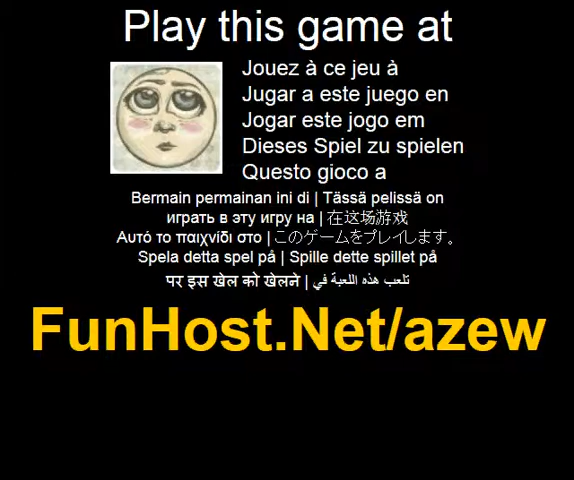 Play this game at
Jouez à ce jeu à
Jugar a este juego en
Jogar este jogo em
Dieses Spiel zu spielen
Questo gioco a
Bermain permainan ini di | Tässä pelissä on
играть в эту игру на | 在这场游戏
Αυτό το παιχνίδι στο | このゲームをプレイします。
Spela detta spel på | Spille dette spillet på
पर इस खेल को खेलने | تلعب هذه اللعبة في
FunHost.Net/azew